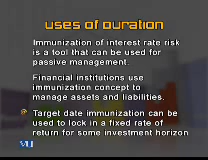 uses of Duration
Immunization of interest rate risk
is a tool that can be used for
passive management.
Financial institutions use
immunization concept to
manage assets and liabilities.
Target date immunization can be
used to lock in a fixed rate of
return for some investment horizon
VU